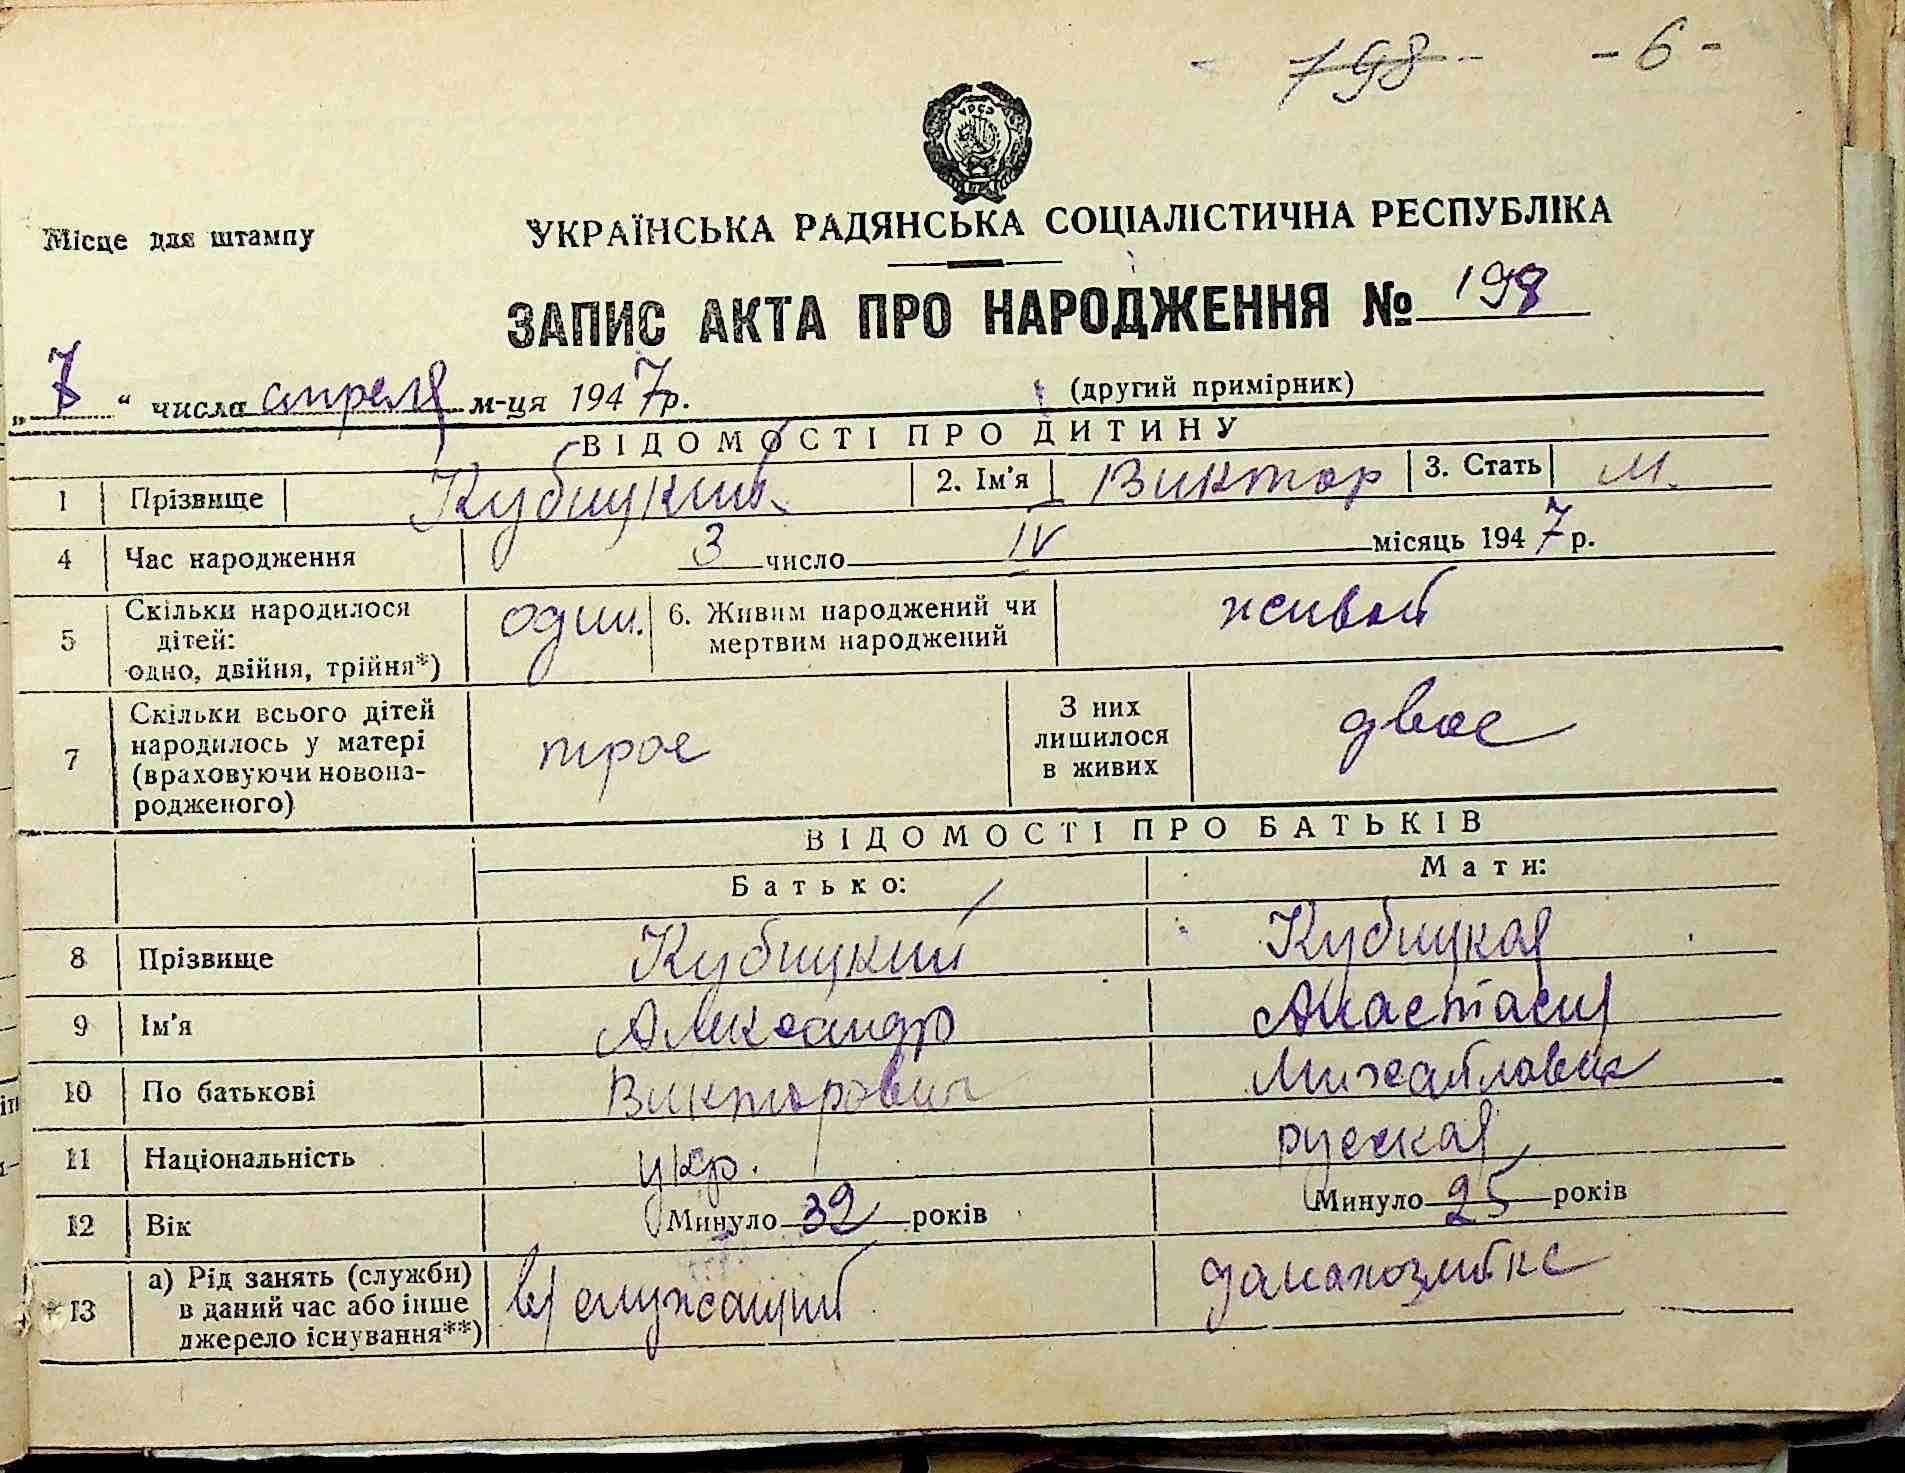 - 798 - - 6 -
УРСР
Місце для штампу
УКРАЇНСЬКА РАДЯНСЬКА СОЦІАЛІСТИЧНА РЕСПУБЛІКА
ЗАПИС АКТА ПРО НАРОДЖЕННЯ № 198
„7“ числа апреля м-ця 1947 р. (другий примірник)
ВІДОМОСТІ ПРО ДИТИНУ
1 Прізвище Кубицкий 2. Ім'я Виктор 3. Стать м.
4 Час народження 3 число IV місяць 1947 р.
5 Скільки народилося
дітей:
одно, двійня, трійня*) один. 6. Живим народжений чи
мертвим народжений живой
7 Скільки всього дітей
народилось у матері
(враховуючи новона-
родженого) трое З них
лишилося
в живих двое
ВІДОМОСТІ ПРО БАТЬКІВ
Батько: Мати:
8 Прізвище Кубицкий Кубицкая
9 Ім'я Александр Анастасия
10 По батькові Викторович Михайловна
11 Національність укр. русская
12 Вік Минуло 32 років Минуло 25 років
13 а) Рід занять (служби)
в даний час або інше
джерело існування**) в/служащий домохозяйка